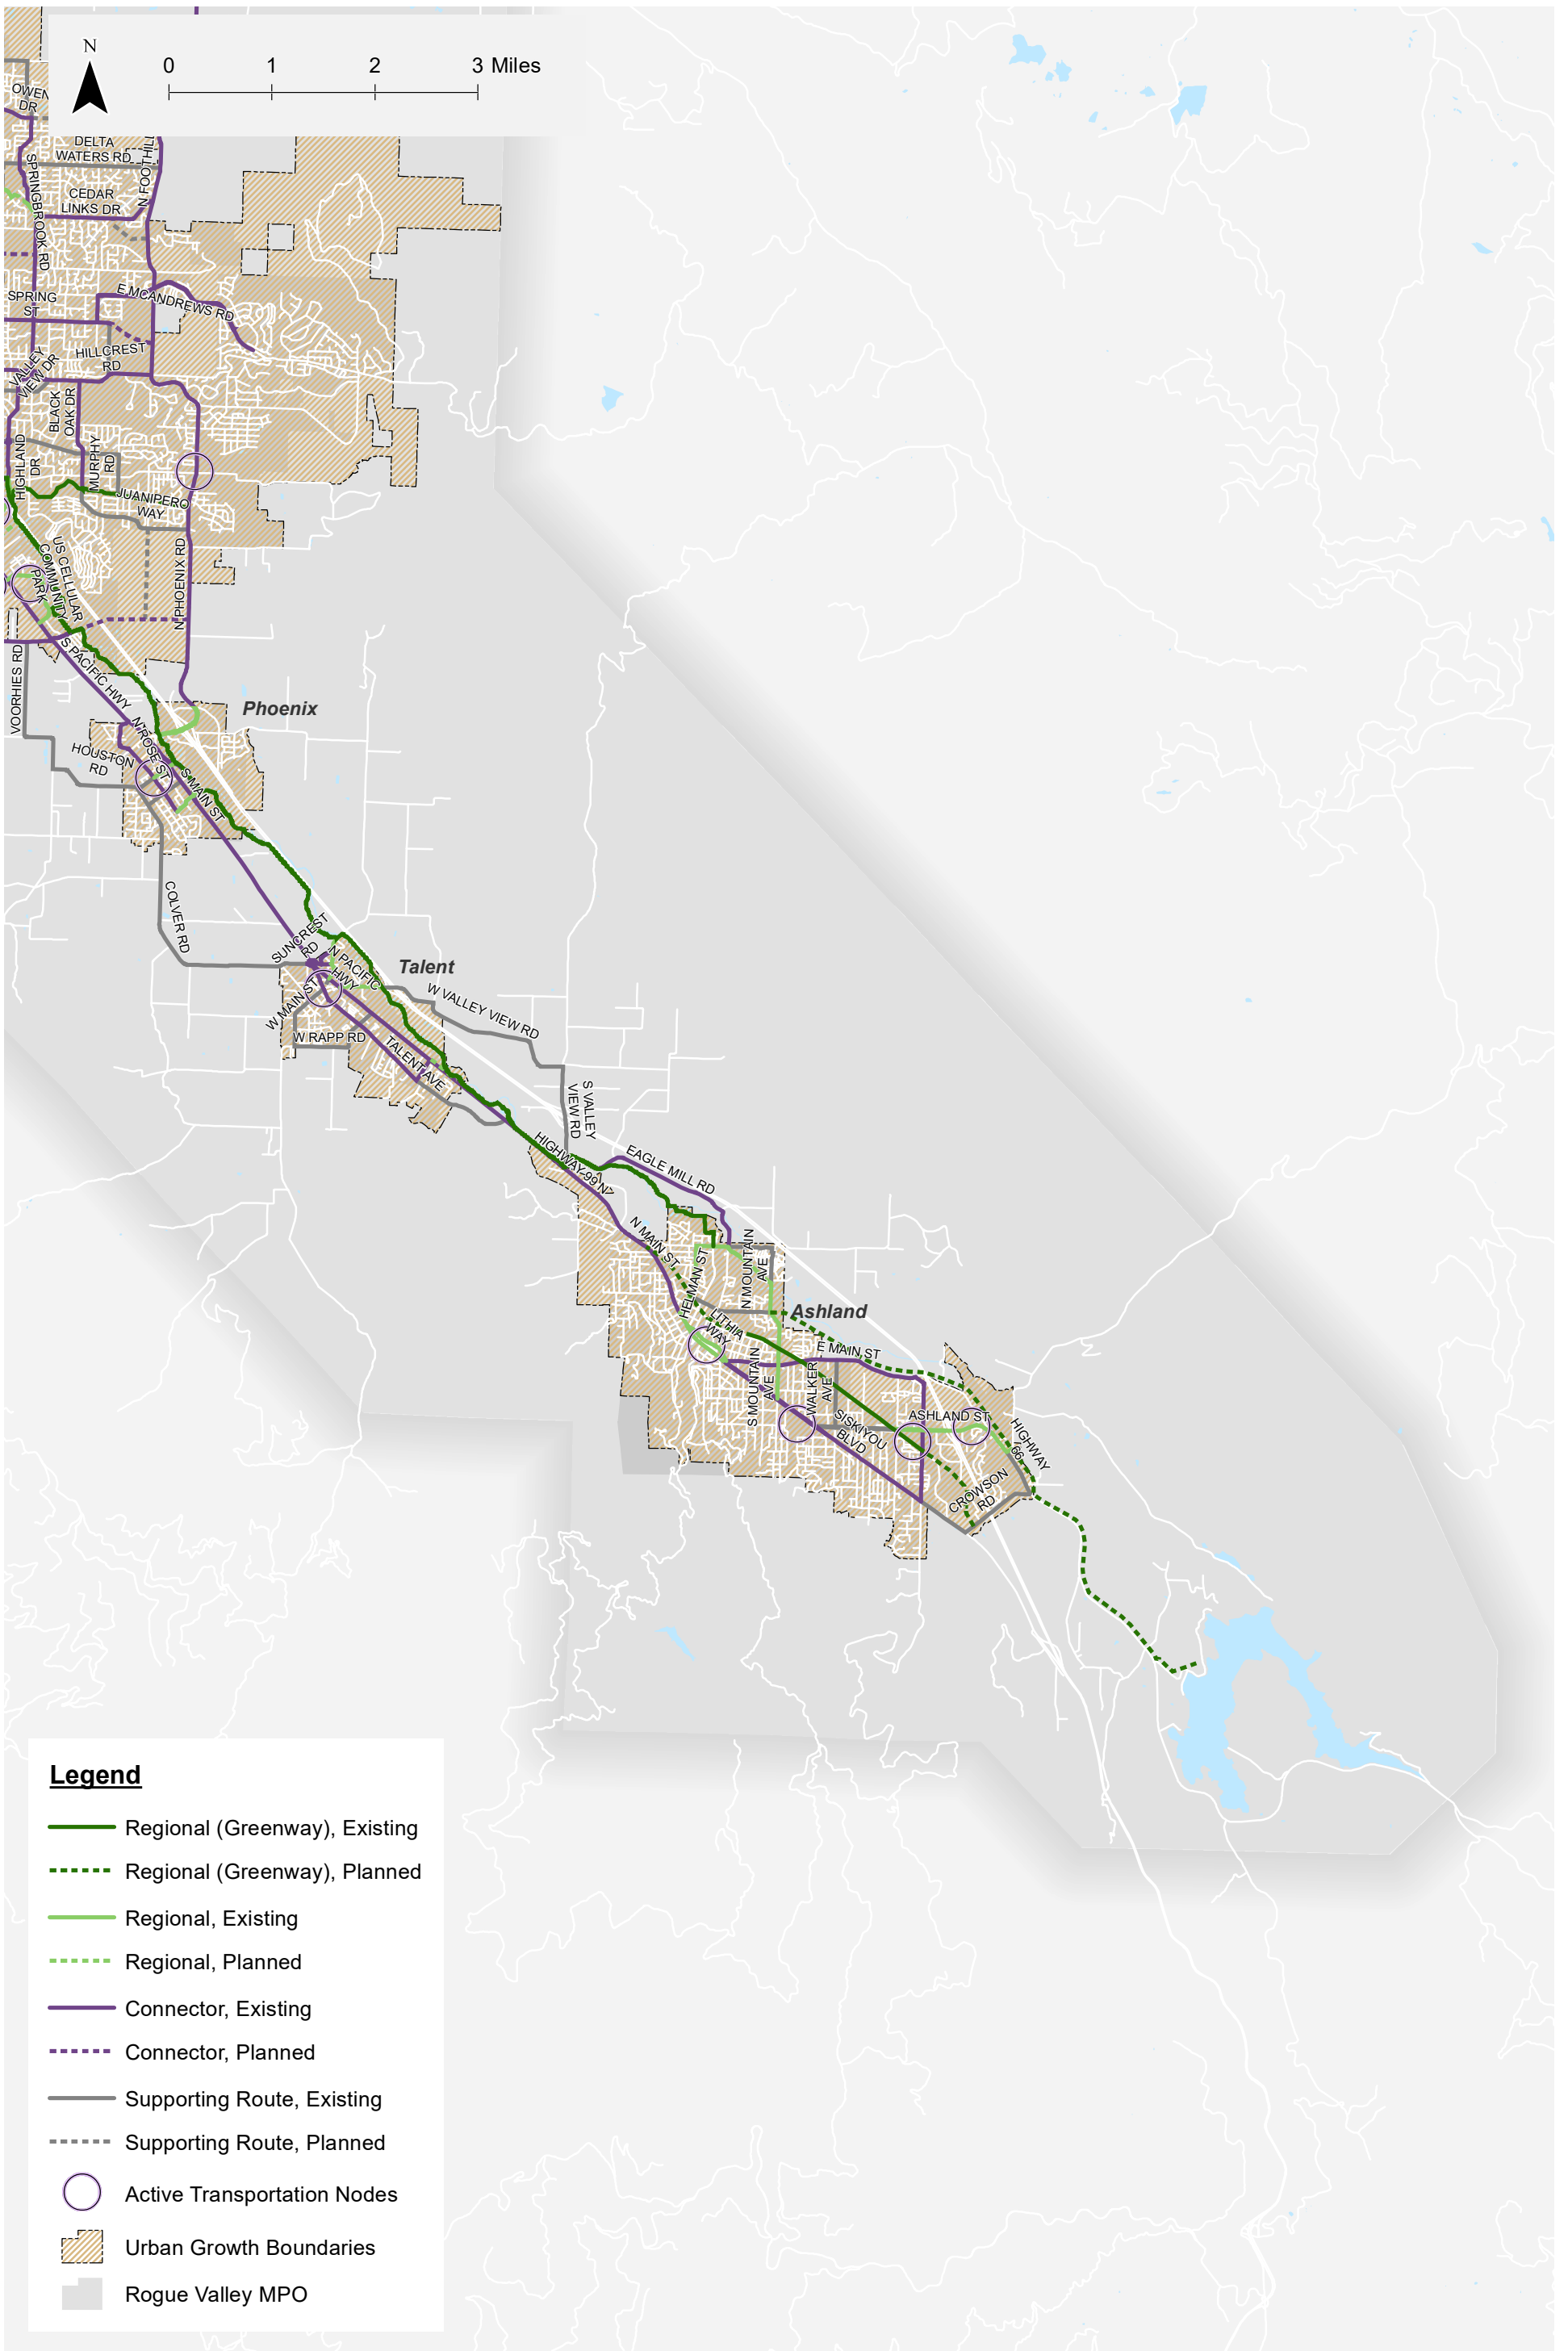 N
0 1 2 3 Miles
OWEN
DR
DELTA
WATERS RD
N FOOTHILL
SPRINGBROOK RD
CEDAR
LINKS DR
E MCANDREWS RD
SPRING
ST
HILLCREST
RD
VALLEY
VIEW DR
BLACK
OAK DR
HIGHLAND
DR
MURPHY
RD
JUANIPERO
WAY
US CELLULAR
COMMUNITY
PARK
N PHOENIX RD
VOORHIES RD
S PACIFIC HWY
Phoenix
N ROSE ST
HOUSTON
RD
S MAIN ST
COLVER RD
SUNCREST
RD
N PACIFIC
HWY
Talent
W MAIN ST
W VALLEY VIEW RD
W RAPP RD
TALENT AVE
S VALLEY
VIEW RD
HIGHWAY 99 N
EAGLE MILL RD
N MAIN ST
HELMAN ST
N MOUNTAIN
AVE
Ashland
LITHIA
WAY
E MAIN ST
S MOUNTAIN
AVE
WALKER
AVE
SISKIYOU
BLVD
ASHLAND ST
HIGHWAY
66
CROWSON
RD
Legend
Regional (Greenway), Existing
Regional (Greenway), Planned
Regional, Existing
Regional, Planned
Connector, Existing
Connector, Planned
Supporting Route, Existing
Supporting Route, Planned
Active Transportation Nodes
Urban Growth Boundaries
Rogue Valley MPO